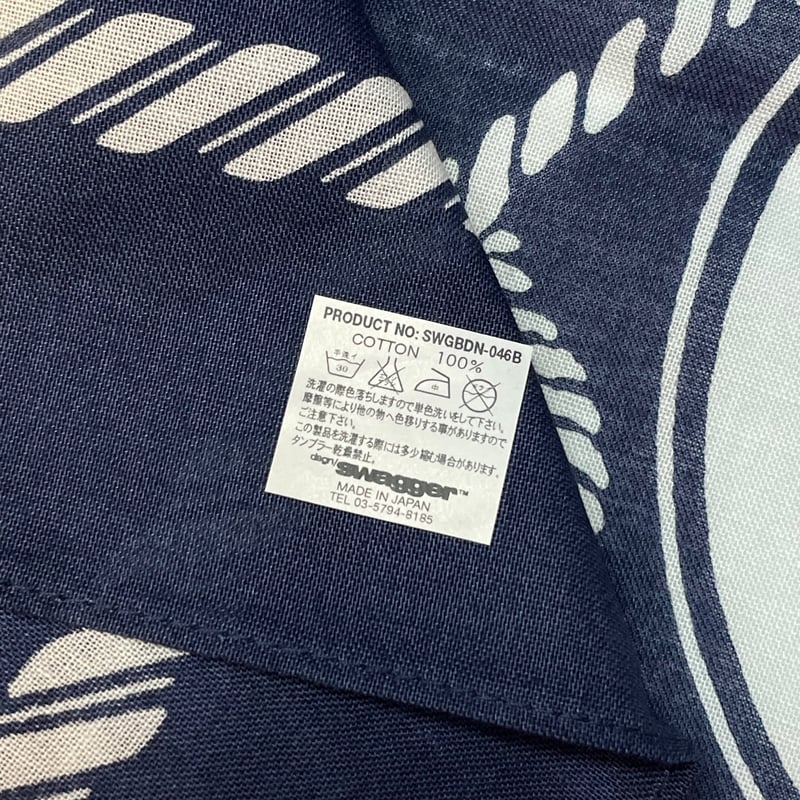 PRODUCT NO: SWGBDN-046B
COTTON 100%
手洗イ 30 中
洗濯の際色落ちしますので単色洗いをして下さい。
摩擦等により他の物へ色移りする事がありますので
ご注意下さい。
この製品を洗濯する際には多少縮む場合があります。
タンブラー乾燥禁止。
swagger™
MADE IN JAPAN
TEL 03-5794-8185